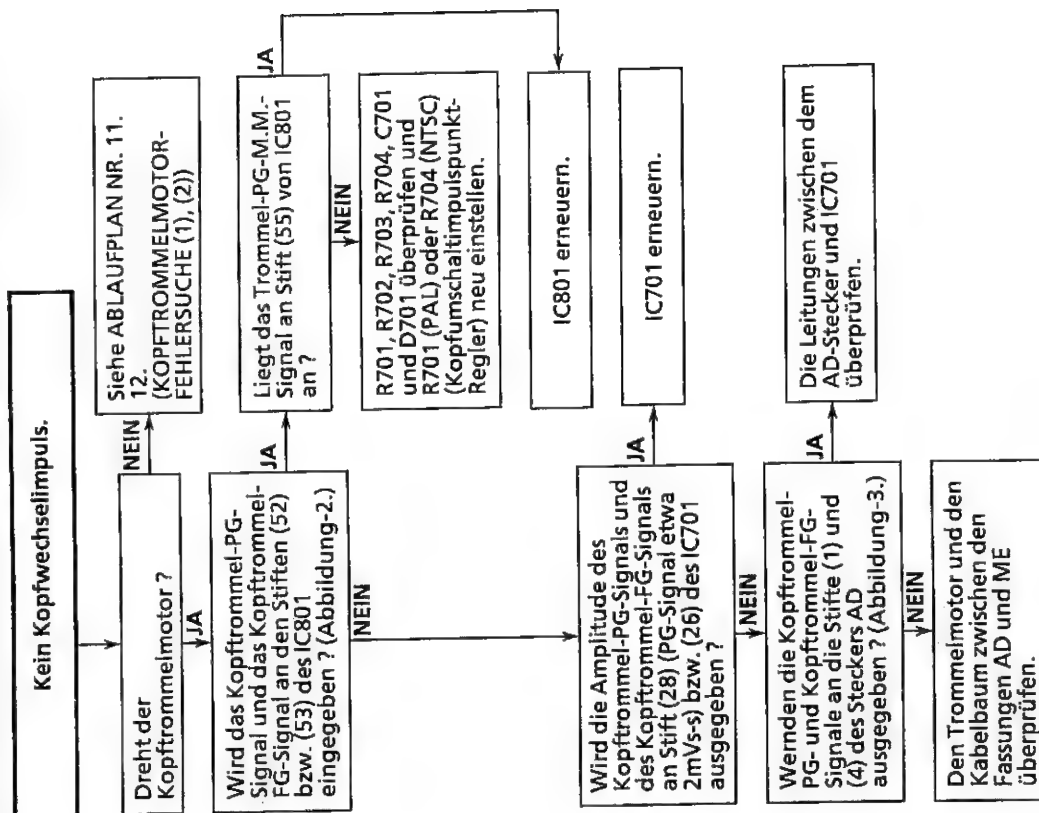 Kein Kopfwechselimpuls.
Dreht der
Kopftrommelmotor ?
NEIN
Siehe ABLAUFPLAN NR. 11.
12.
(KOPFTROMMELMOTOR-
FEHLERSUCHE (1), (2))
JA
Wird das Kopftrommel-PG-
Signal und das Kopftrommel-
FG-Signal an den Stiften (52)
bzw. (53) des IC801
eingegeben ? (Abbildung-2.)
JA
Liegt das Trommel-PG-M.M.-
Signal an Stift (55) von IC801
an ?
JA
NEIN
R701, R702, R703, R704, C701
und D701 überprüfen und
R701 (PAL) oder R704 (NTSC)
(Kopfumschaltimpulspunkt-
Regler) neu einstellen.
IC801 erneuern.
NEIN
Wird die Amplitude des
Kopftrommel-PG-Signals und
des Kopftrommel-FG-Signals
an Stift (28) (PG-Signal etwa
2mVs-s) bzw. (26) des IC701
ausgegeben ?
JA
IC701 erneuern.
NEIN
Wernden die Kopftrommel-
PG- und Kopftrommel-FG-
Signale an die Stifte (1) und
(4) des Steckers AD
ausgegeben ? (Abbildung-3.)
JA
Die Leitungen zwischen dem
AD-Stecker und IC701
überprüfen.
NEIN
Den Trommelmotor und den
Kabelbaum zwischen den
Fassungen AD und ME
überprüfen.